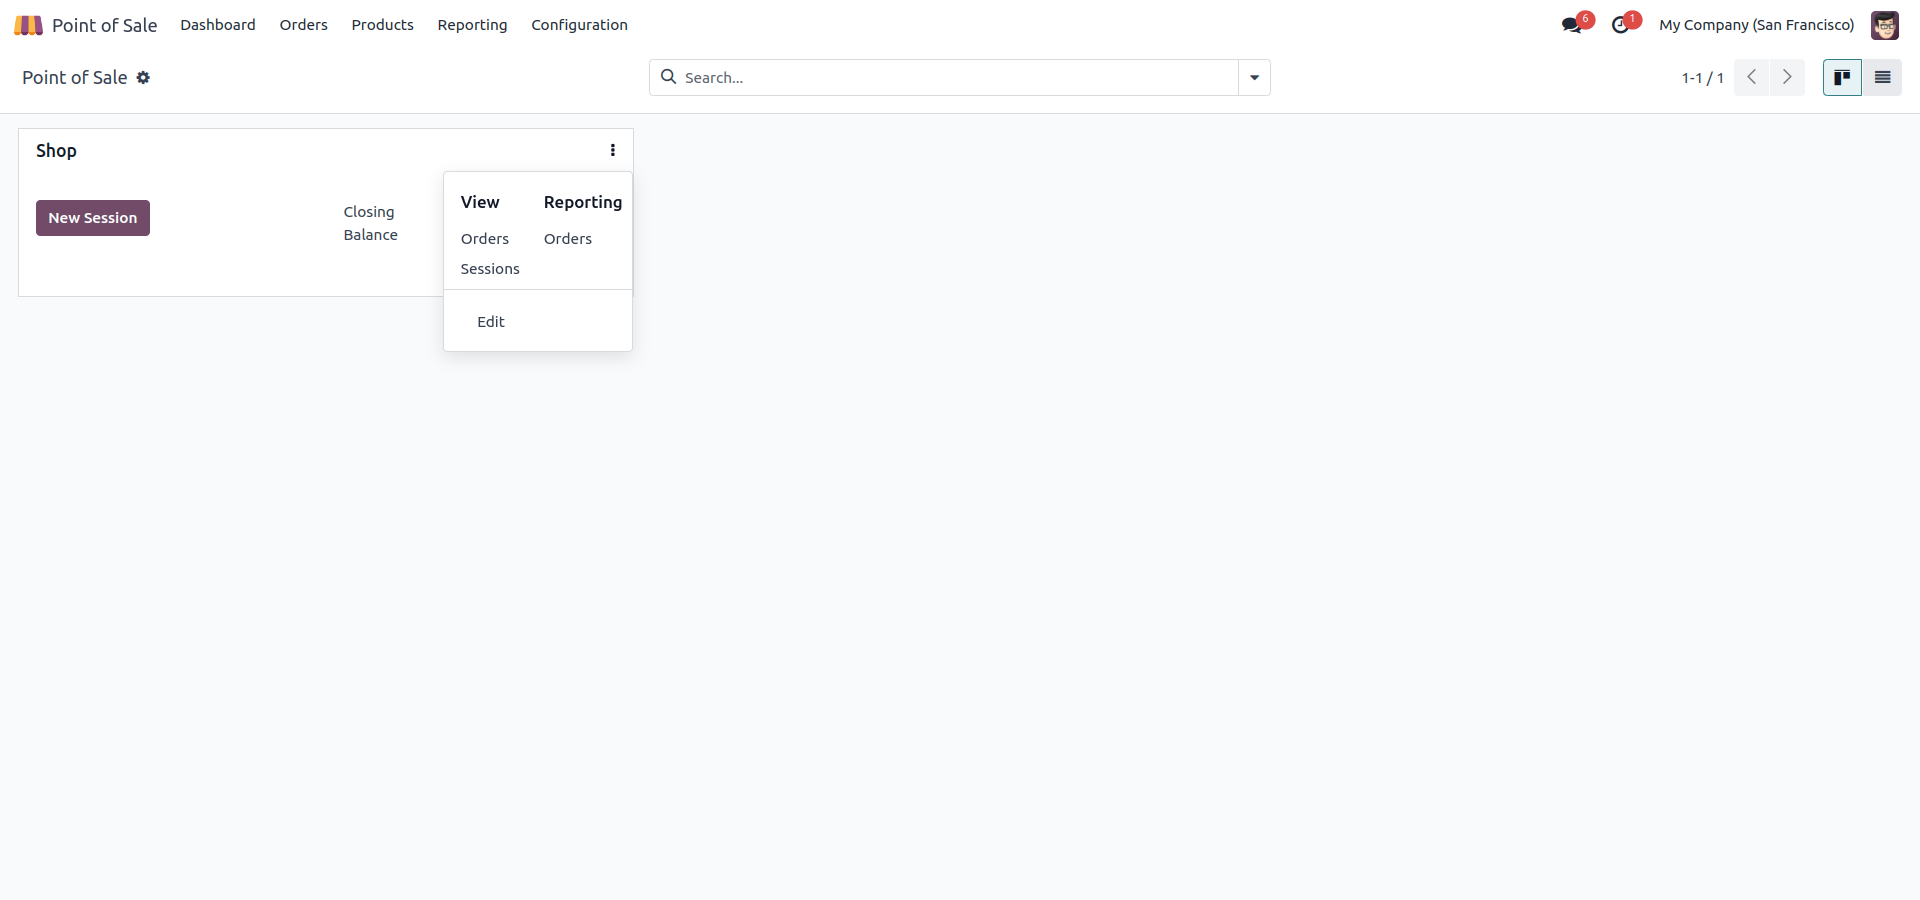 Point of Sale Dashboard Orders Products Reporting Configuration 6 1 My Company (San Francisco)
Point of Sale Search... 1-1 / 1
Shop
View Reporting
New Session Closing Balance
Orders Orders
Sessions
Edit